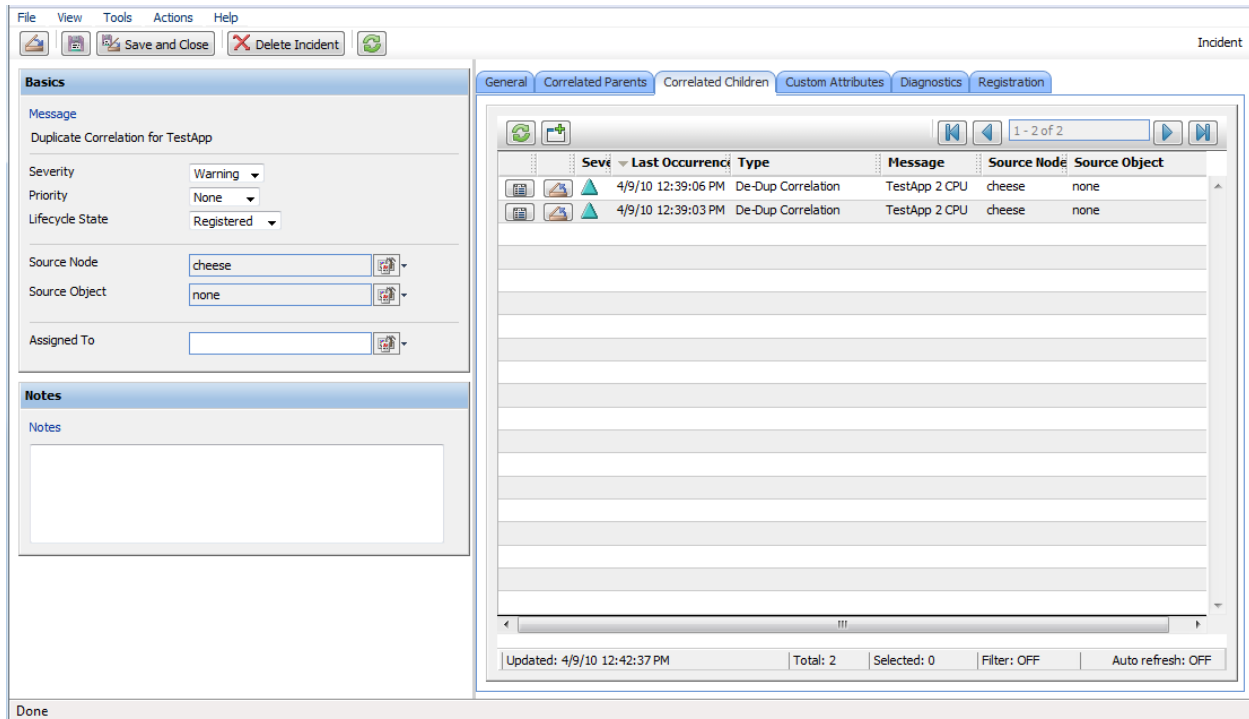 File View Tools Actions Help
Save and Close Delete Incident Incident
Basics
Message
Duplicate Correlation for TestApp
Severity Warning
Priority None
Lifecycle State Registered
Source Node cheese
Source Object none
Assigned To
Notes
Notes
General Correlated Parents Correlated Children Custom Attributes Diagnostics Registration
1 - 2 of 2
Seve Last Occurrence Type Message Source Node Source Object
4/9/10 12:39:06 PM De-Dup Correlation TestApp 2 CPU cheese none
4/9/10 12:39:03 PM De-Dup Correlation TestApp 2 CPU cheese none
Updated: 4/9/10 12:42:37 PM Total: 2 Selected: 0 Filter: OFF Auto refresh: OFF
Done